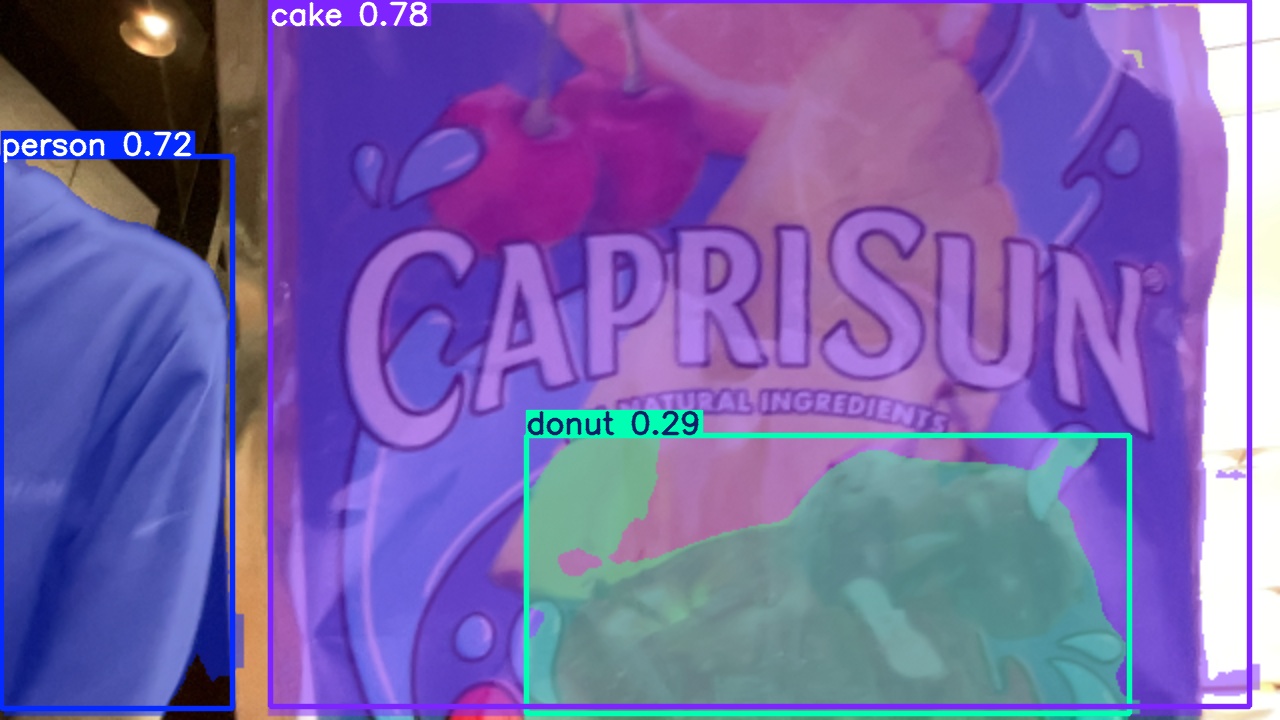 cake 0.78
person 0.72
CAPRISUN®
NATURAL INGREDIENTS
donut 0.29